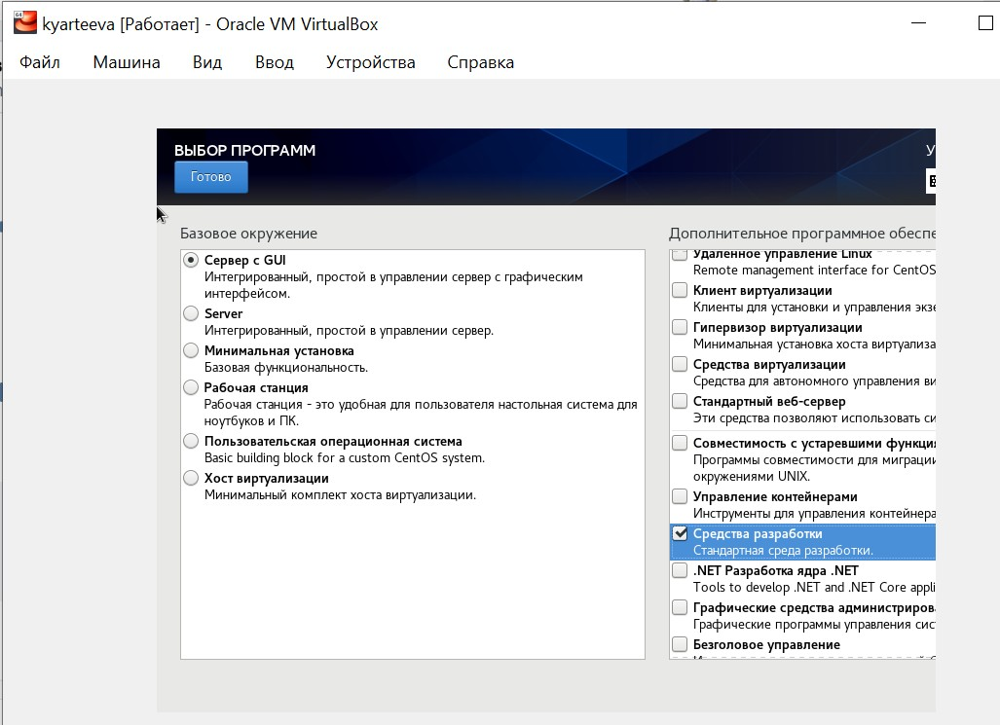 kyarteeva [Работает] - Oracle VM VirtualBox
Файл Машина Вид Ввод Устройства Справка
ВЫБОР ПРОГРАММ
Готово
Базовое окружение
Сервер с GUI
Интегрированный, простой в управлении сервер с графическим
интерфейсом.
Server
Интегрированный, простой в управлении сервер.
Минимальная установка
Базовая функциональность.
Рабочая станция
Рабочая станция - это удобная для пользователя настольная система для
ноутбуков и ПК.
Пользовательская операционная система
Basic building block for a custom CentOS system.
Хост виртуализации
Минимальный комплект хоста виртуализации.
Дополнительное программное обеспе
Удаленное управление Linux
Remote management interface for CentOS
Клиент виртуализации
Клиенты для установки и управления экзе
Гипервизор виртуализации
Минимальная установка хоста виртуализа
Средства виртуализации
Средства для автономного управления ви
Стандартный веб-сервер
Эти средства позволяют использовать си
Совместимость с устаревшими функция
Программы совместимости для миграции
окружениями UNIX.
Управление контейнерами
Инструменты для управления контейнера
Средства разработки
Стандартная среда разработки.
.NET Разработка ядра .NET
Tools to develop .NET and .NET Core appli
Графические средства администриров
Графические программы управления сис
Безголовое управление